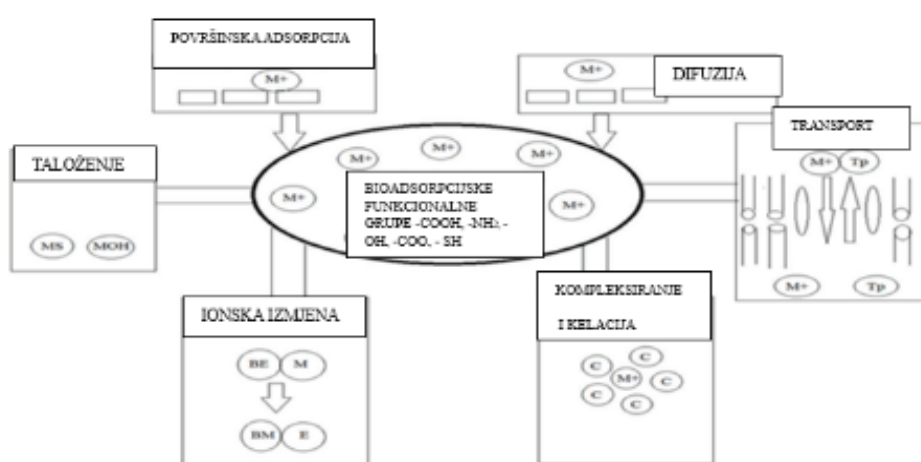 POVRŠINSKA ADSORPCIJA
M+
M+
DIFUZIJA
TRANSPORT
M+ Tp
M+ Tp
TALOŽENJE
MS MOH
M+ M+ M+ M+ M+ M+
BIOADSORPCIJSKE
FUNKCIONALNE
GRUPE -COOH, -NH₂, -
OH, -COO, - SH
IONSKA IZMJENA
BE M
BM E
KOMPLEKSIRANJE
I KELACIJA
C C C C C
M+